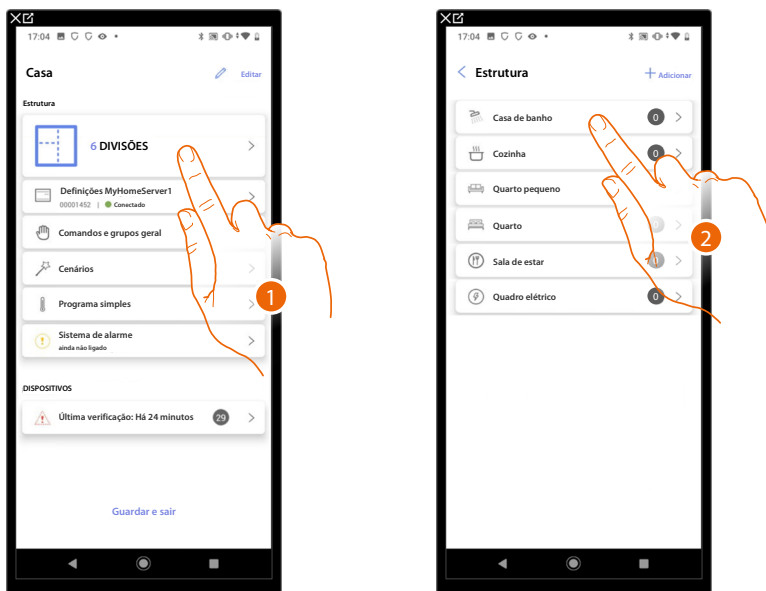 17:04
Casa
Editar
Estrutura
6 DIVISÕES
Definições MyHomeServer1
00001452 | Conectado
Comandos e grupos geral
Cenários
Programa simples
Sistema de alarme
ainda não ligado
DISPOSITIVOS
Última verificação: Há 24 minutos 29
Guardar e sair
1
17:04
Estrutura
Adicionar
Casa de banho 0
Cozinha 0
Quarto pequeno
Quarto
Sala de estar
Quadro elétrico 0
2